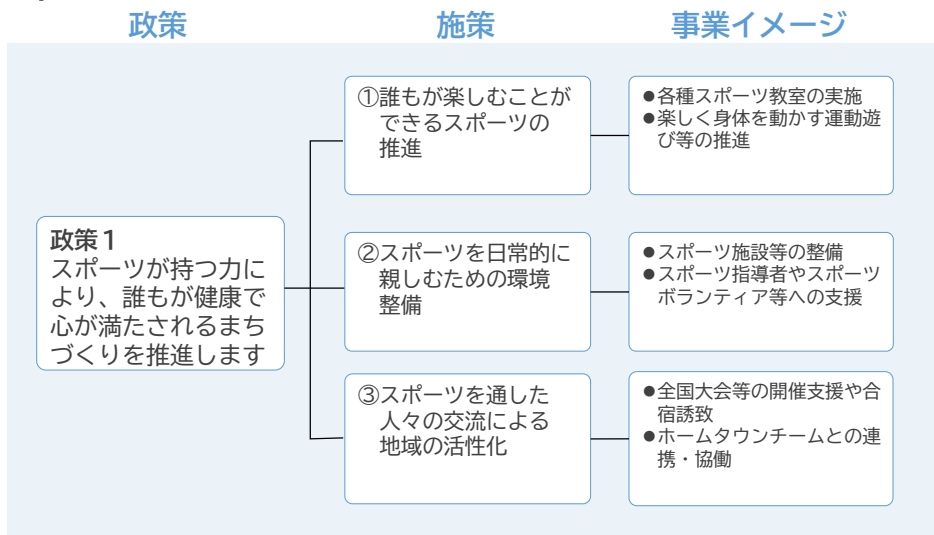 政策
施策
事業イメージ
政策1
スポーツが持つ力に
より、誰もが健康で
心が満たされるまち
づくりを推進します
①誰もが楽しむことが
できるスポーツの
推進
●各種スポーツ教室の実施
●楽しく身体を動かす運動遊
び等の推進
②スポーツを日常的に
親しむための環境
整備
●スポーツ施設等の整備
●スポーツ指導者やスポーツ
ボランティア等への支援
③スポーツを通した
人々の交流による
地域の活性化
●全国大会等の開催支援や合
宿誘致
●ホームタウンチームとの連
携・協働